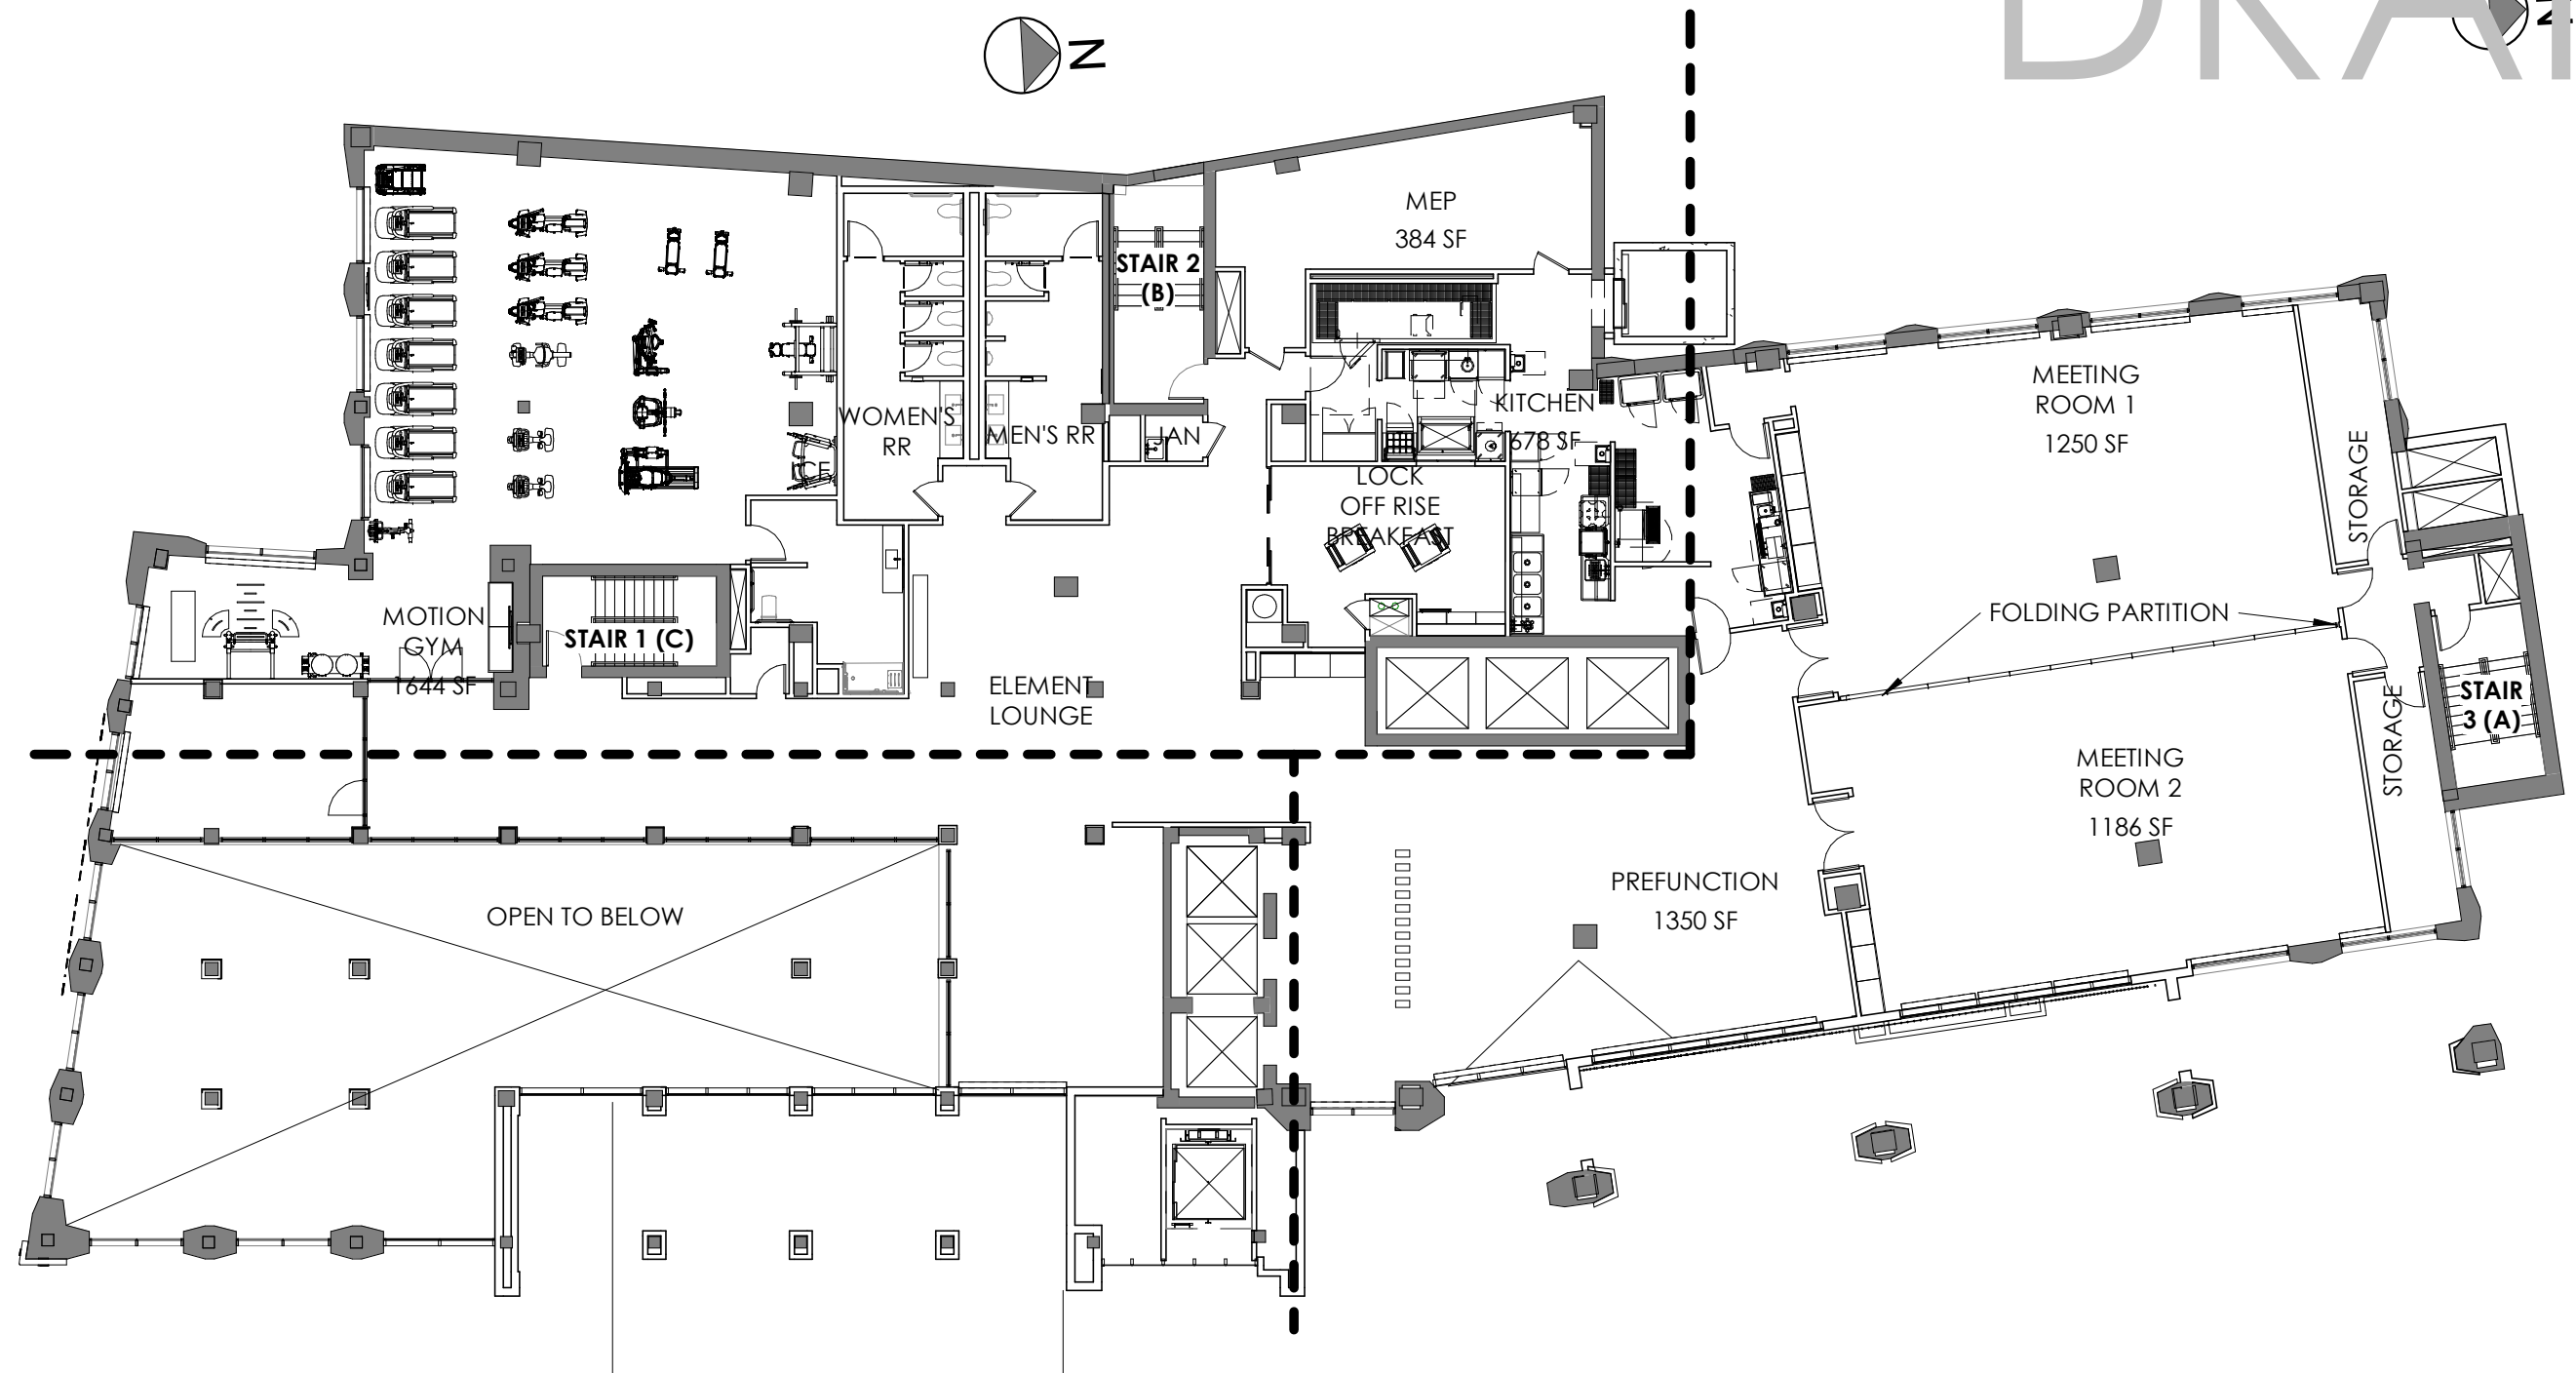 DRAF
N
N
MEP
384 SF
STAIR 2
(B)
WOMEN'S
RR
MEN'S RR
JAN
KITCHEN
678 SF
LOCK
OFF RISE
BREAKFAST
ICE
MEETING
ROOM 1
1250 SF
STORAGE
FOLDING PARTITION
MOTION
GYM
1644 SF
STAIR 1 (C)
ELEMENT
LOUNGE
STAIR
3 (A)
STORAGE
MEETING
ROOM 2
1186 SF
PREFUNCTION
1350 SF
OPEN TO BELOW